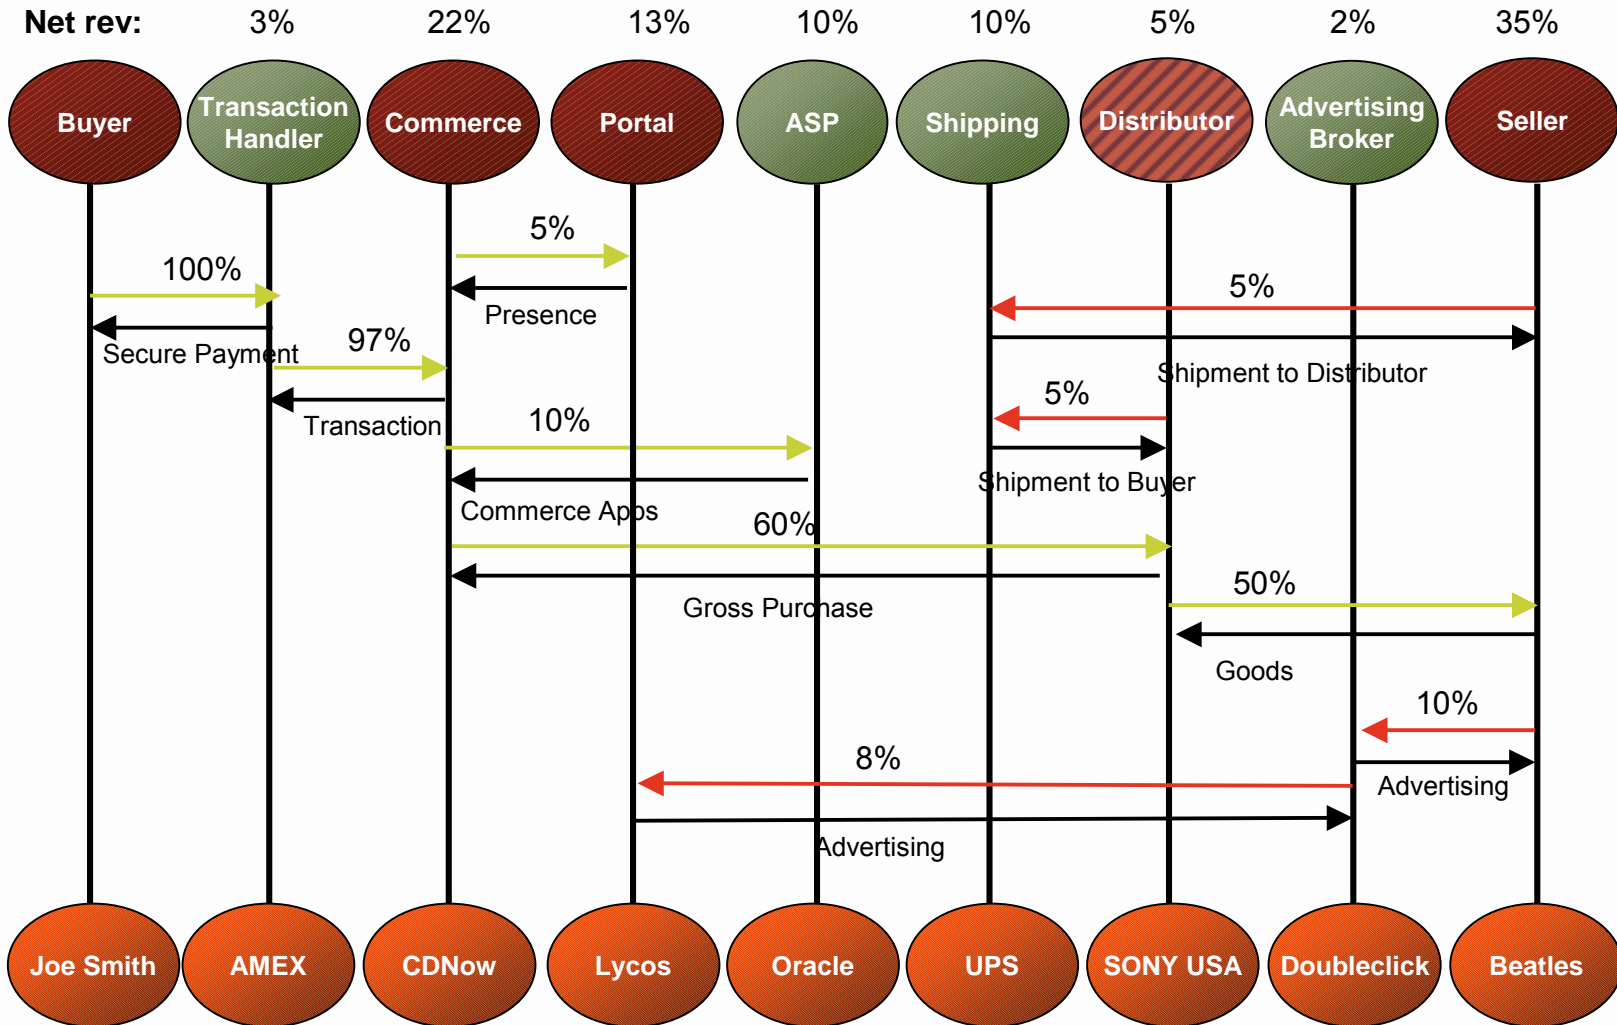 Net rev: 3% 22% 13% 10% 10% 5% 2% 35%
Buyer
Transaction
Handler
Commerce
Portal
ASP
Shipping
Distributor
Advertising
Broker
Seller
5%
100%
5%
Presence
Secure Payment
97%
Shipment to Distributor
5%
Transaction
10%
Shipment to Buyer
Commerce Apps
60%
50%
Gross Purchase
Goods
10%
8%
Advertising
Advertising
Joe Smith
AMEX
CDNow
Lycos
Oracle
UPS
SONY USA
Doubleclick
Beatles